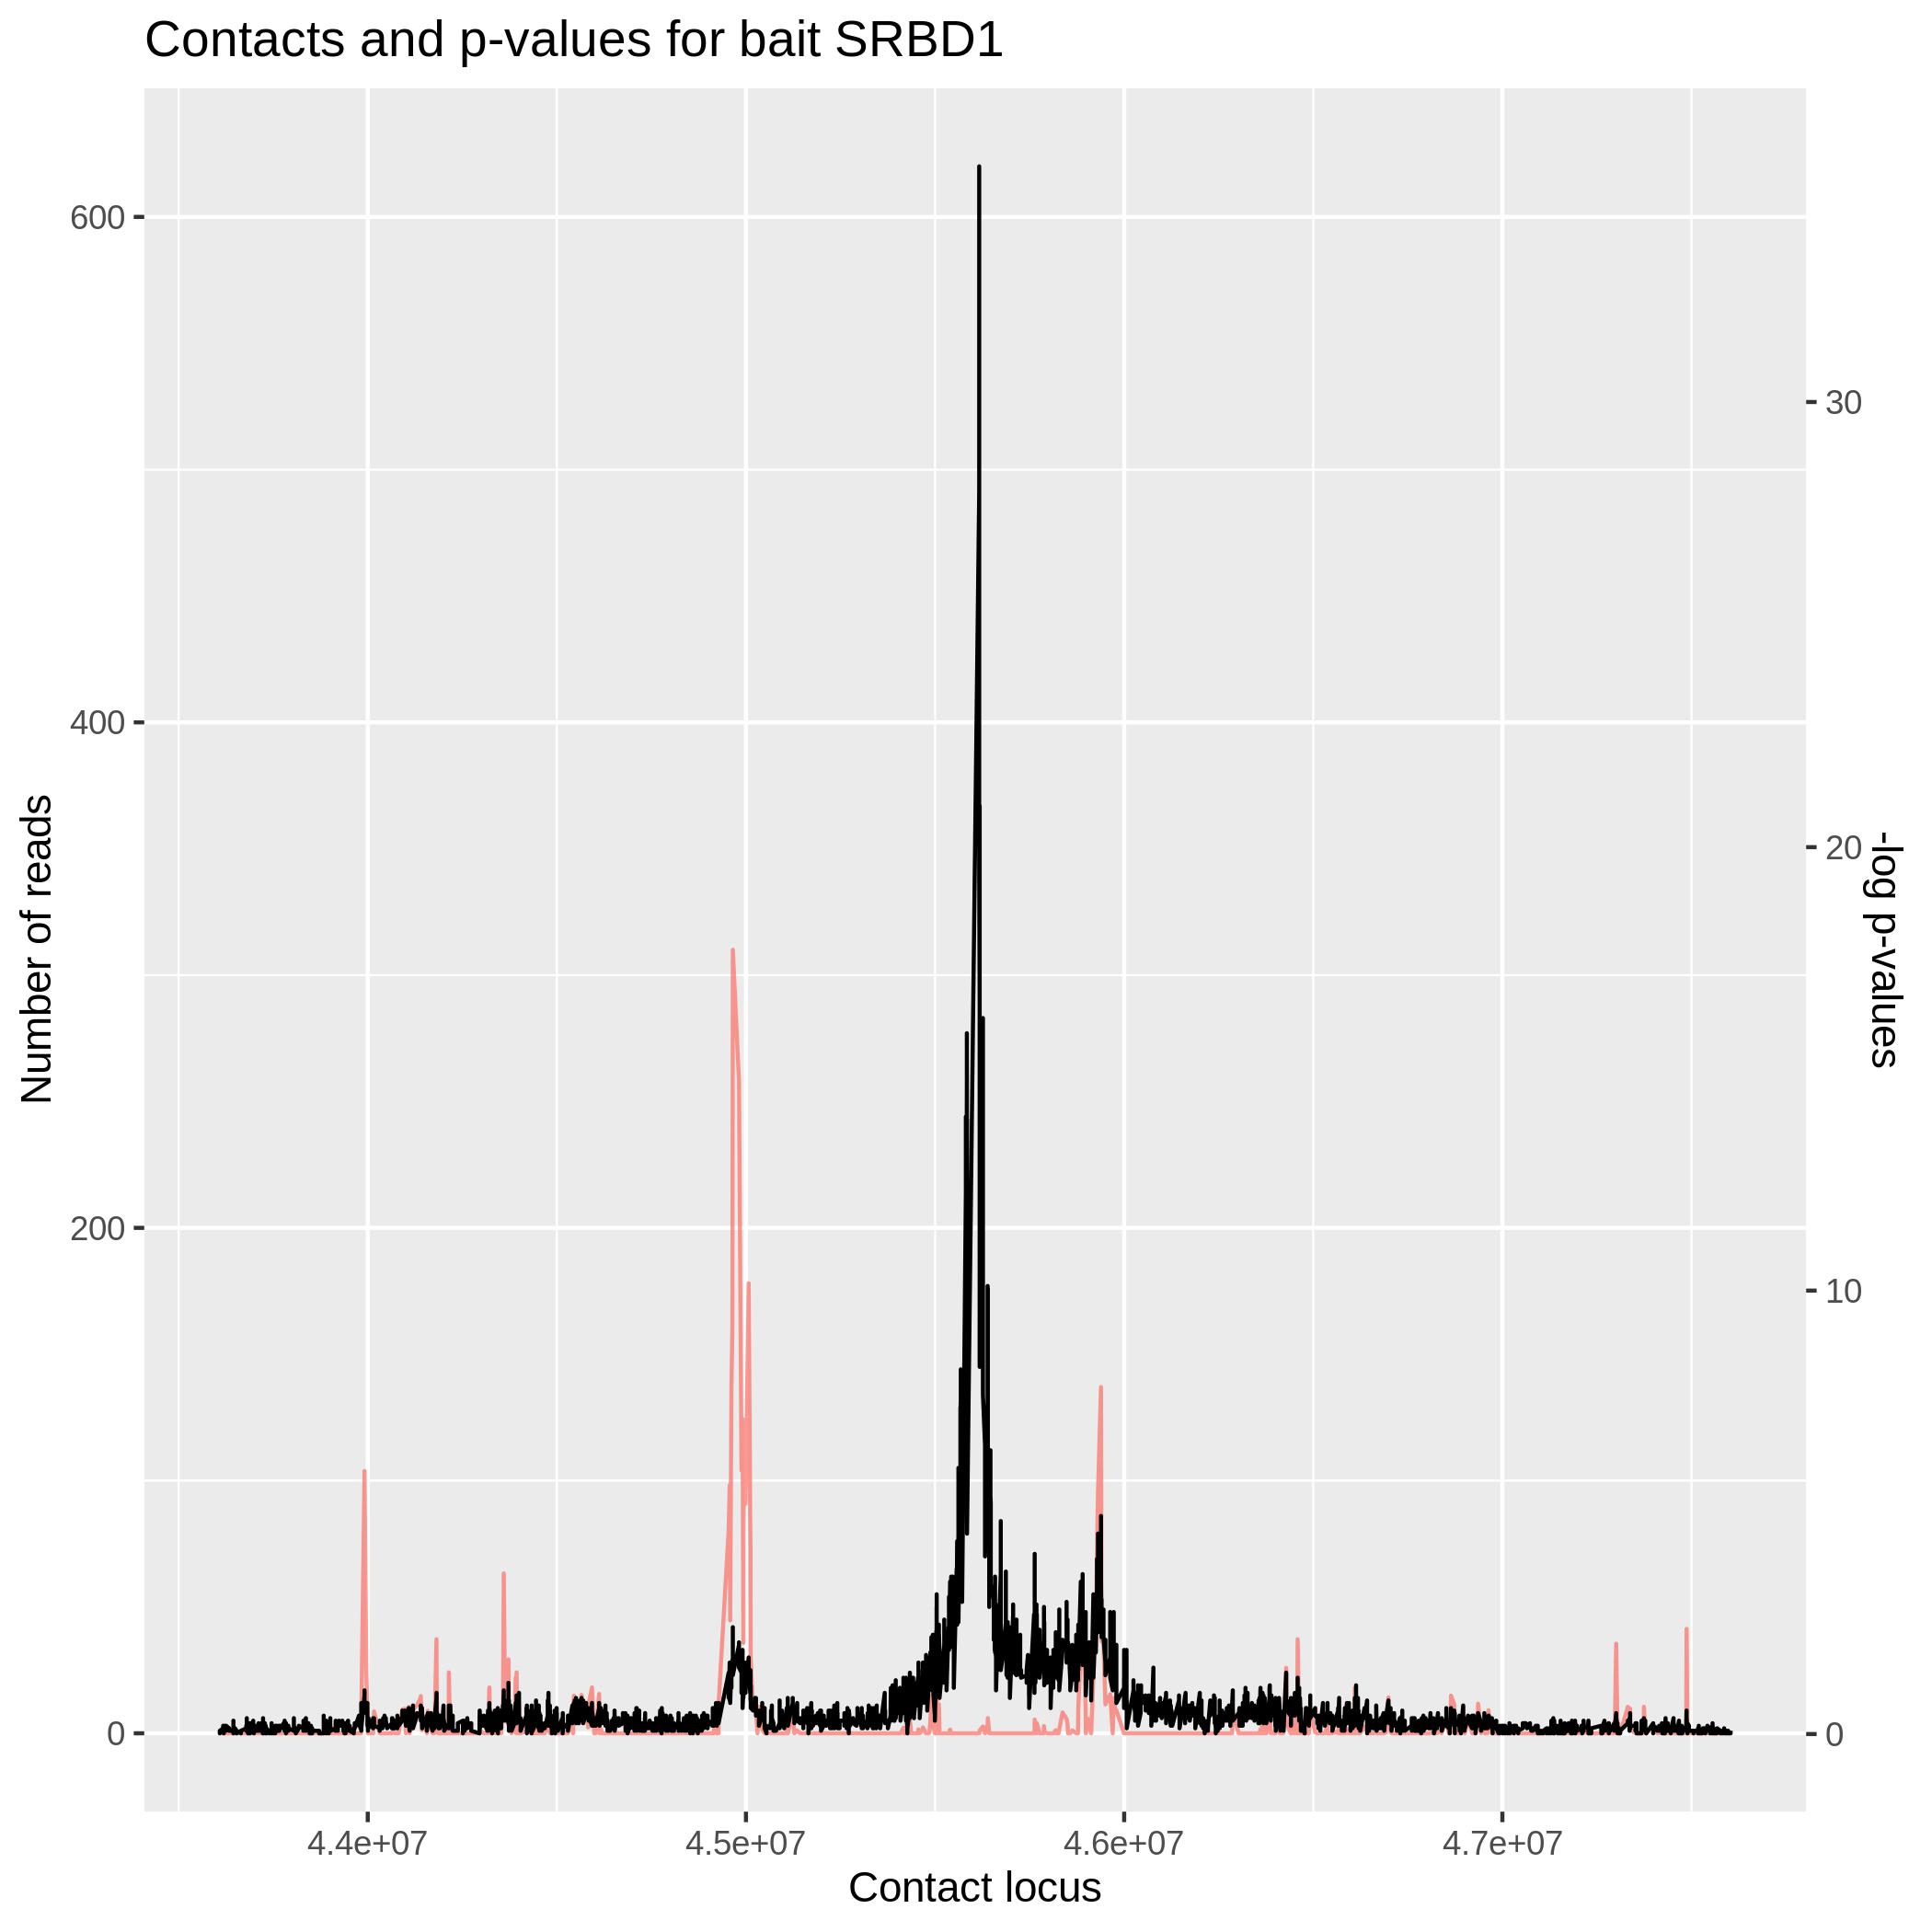 Contacts and p-values for bait SRBD1
600
400
200
0
Number of reads
30
20
10
0
-log p-values
4.4e+07
4.5e+07
4.6e+07
4.7e+07
Contact locus